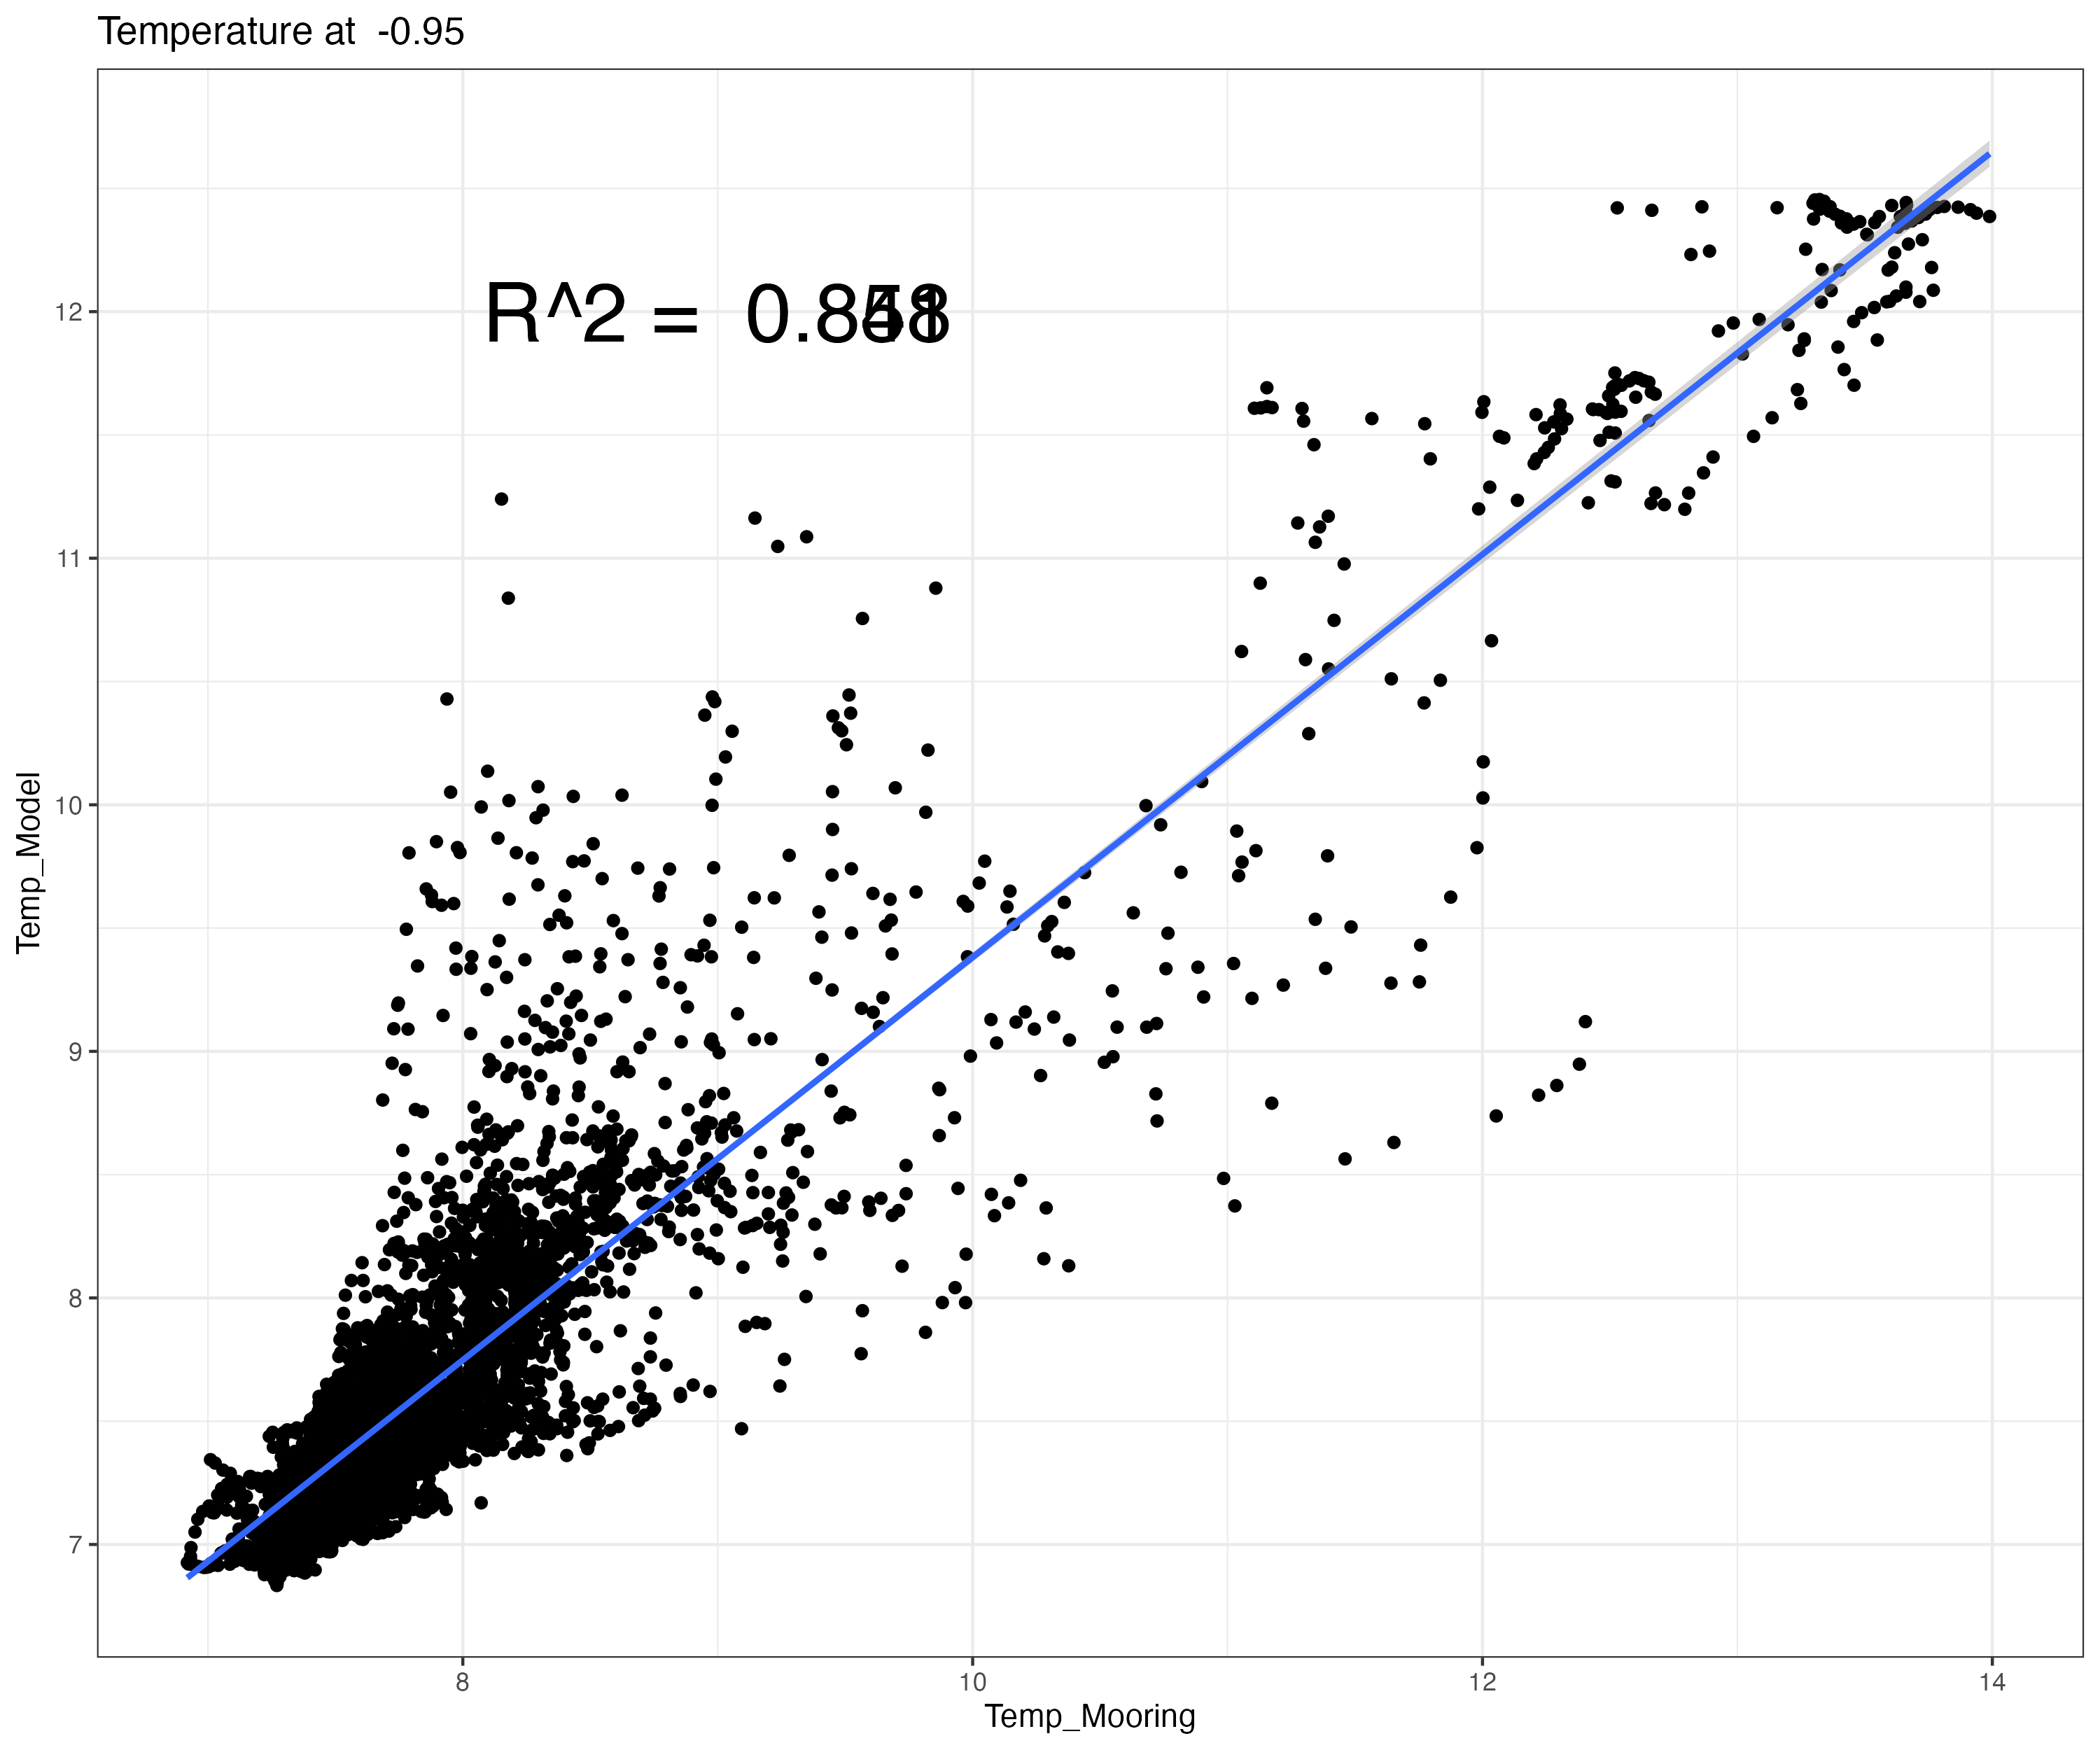 Temperature at  -0.95
R^2 =
12
11
10
9
8
7
Temp_Model
8
10
12
14
Temp_Mooring